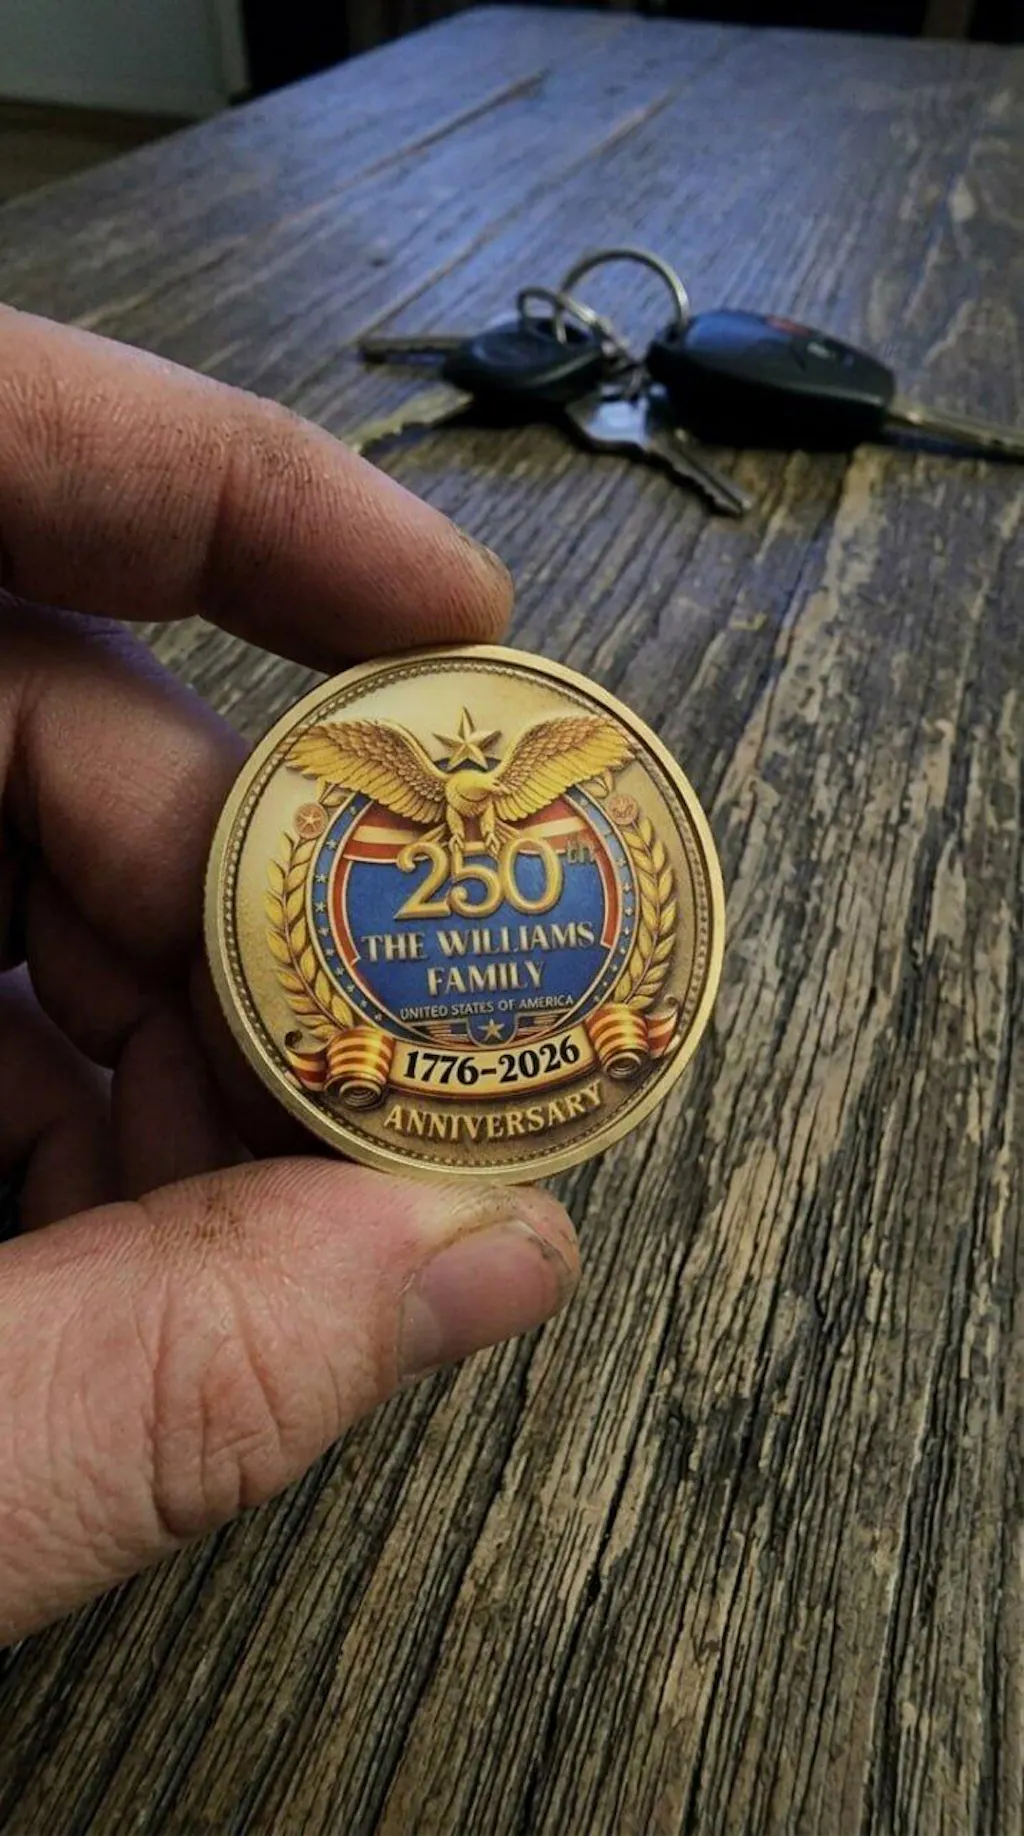 250th
THE WILLIAMS
FAMILY
UNITED STATES OF AMERICA
1776-2026
ANNIVERSARY